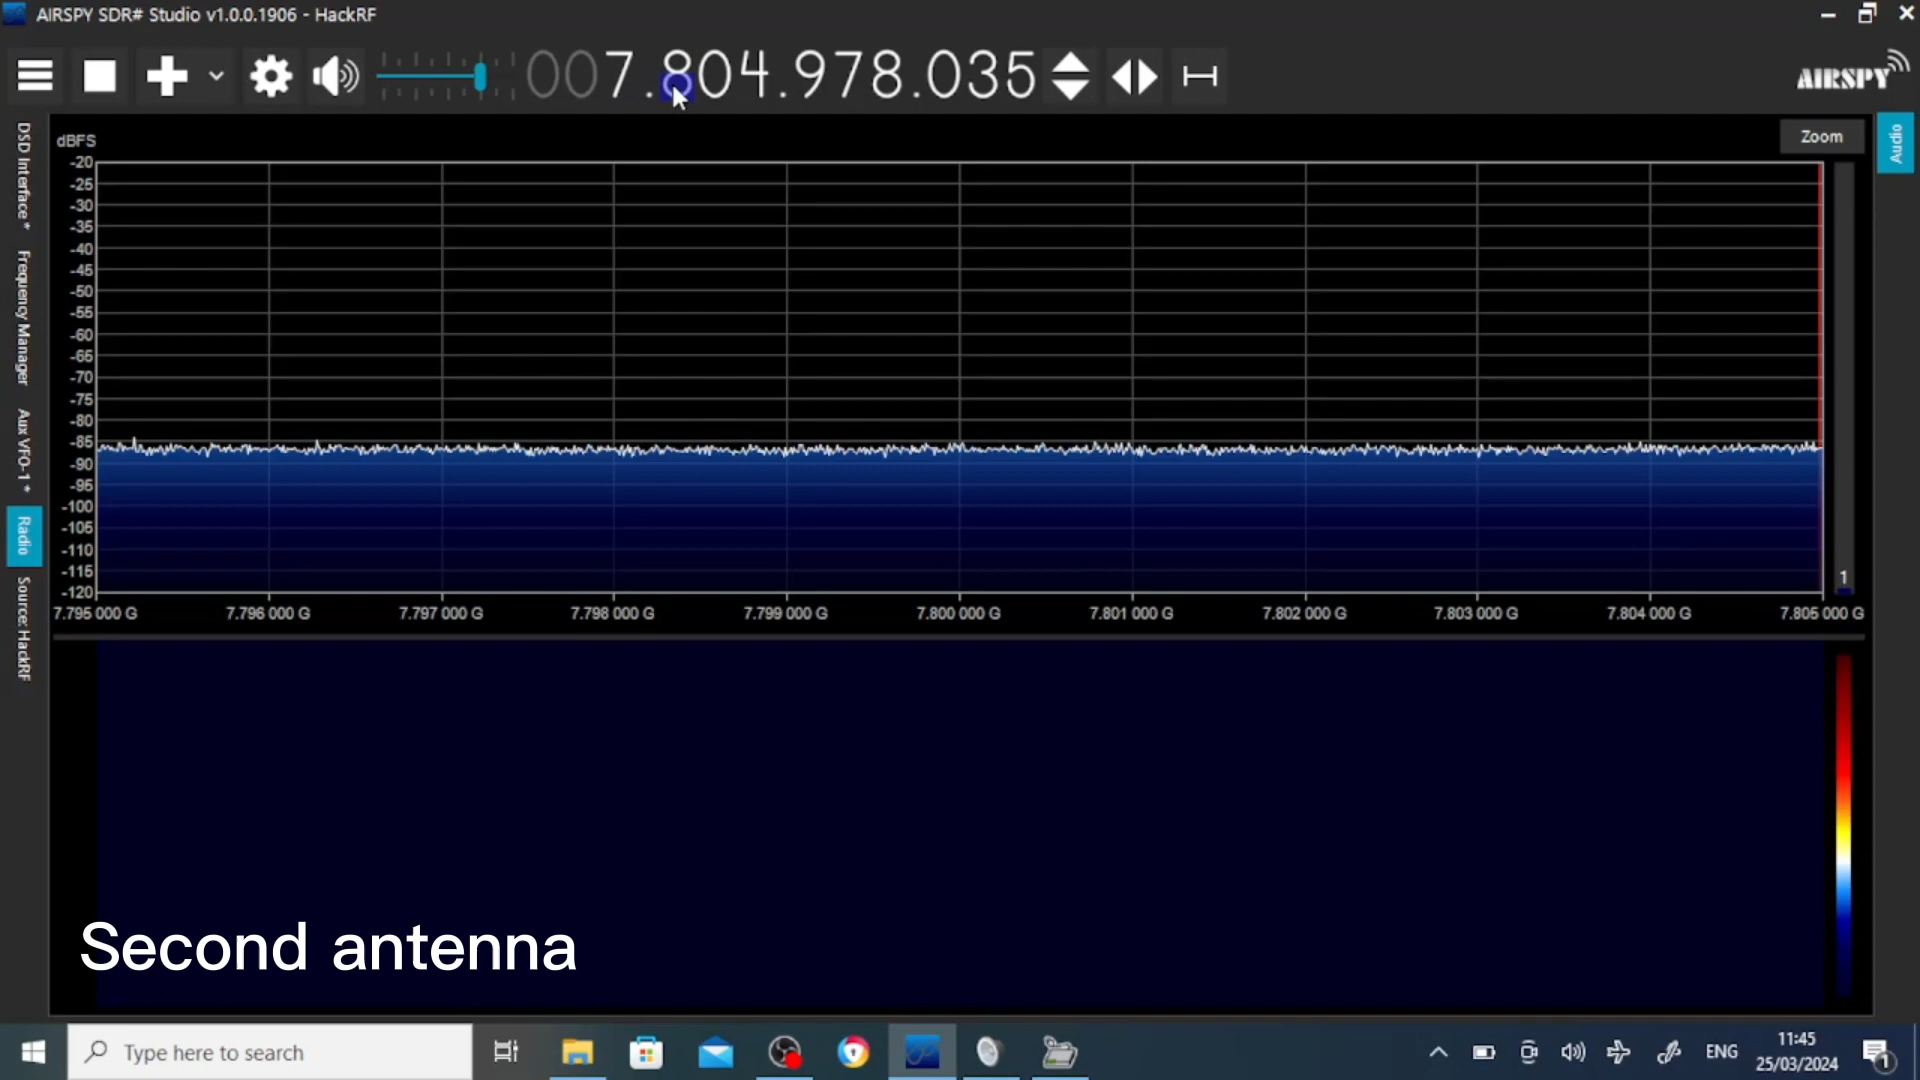 AIRSPY SDR# Studio v1.0.0.1906 - HackRF
007.804.978.035
AIRSPY
DSD Interface *
Frequency Manager
Aux VFO-1 *
Radio
Source: HackRF
dBFS
Zoom
Audio
-20
-25
-30
-35
-40
-45
-50
-55
-60
-65
-70
-75
-80
-85
-90
-95
-100
-105
-110
-115
-120
1
7.795 000 G 7.796 000 G 7.797 000 G 7.798 000 G 7.799 000 G 7.800 000 G 7.801 000 G 7.802 000 G 7.803 000 G 7.804 000 G 7.805 000 G
Second antenna
Type here to search
ENG
11:45
25/03/2024
1